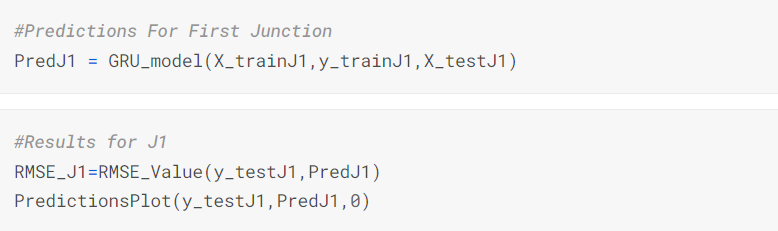 #Predictions For First Junction
PredJ1 = GRU_model(X_trainJ1,y_trainJ1,X_testJ1)
#Results for J1
RMSE_J1=RMSE_Value(y_testJ1,PredJ1)
PredictionsPlot(y_testJ1,PredJ1,0)